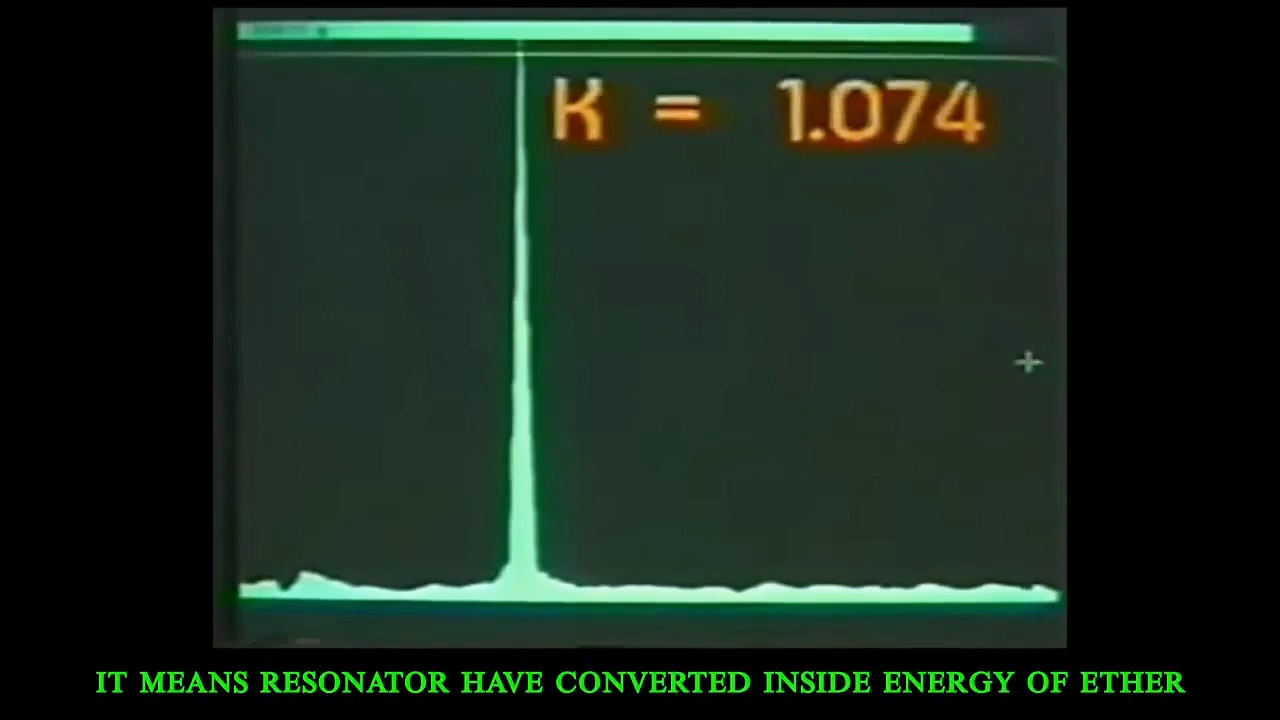 K = 1.074
IT MEANS RESONATOR HAVE CONVERTED INSIDE ENERGY OF ETHER